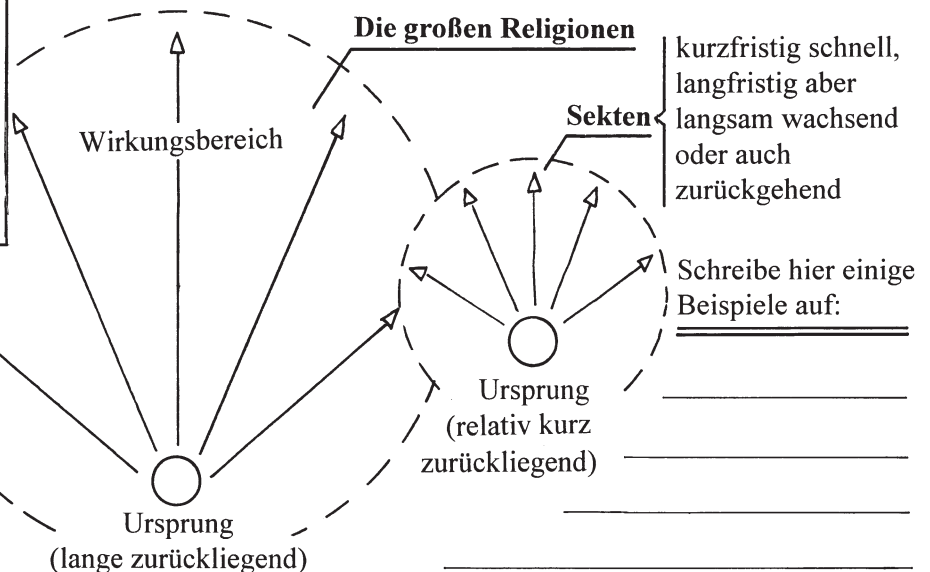 Die großen Religionen
Wirkungsbereich
Ursprung
(lange zurückliegend)
Sekten
kurzfristig schnell,
langfristig aber
langsam wachsend
oder auch
zurückgehend
Ursprung
(relativ kurz
zurückliegend)
Schreibe hier einige
Beispiele auf: